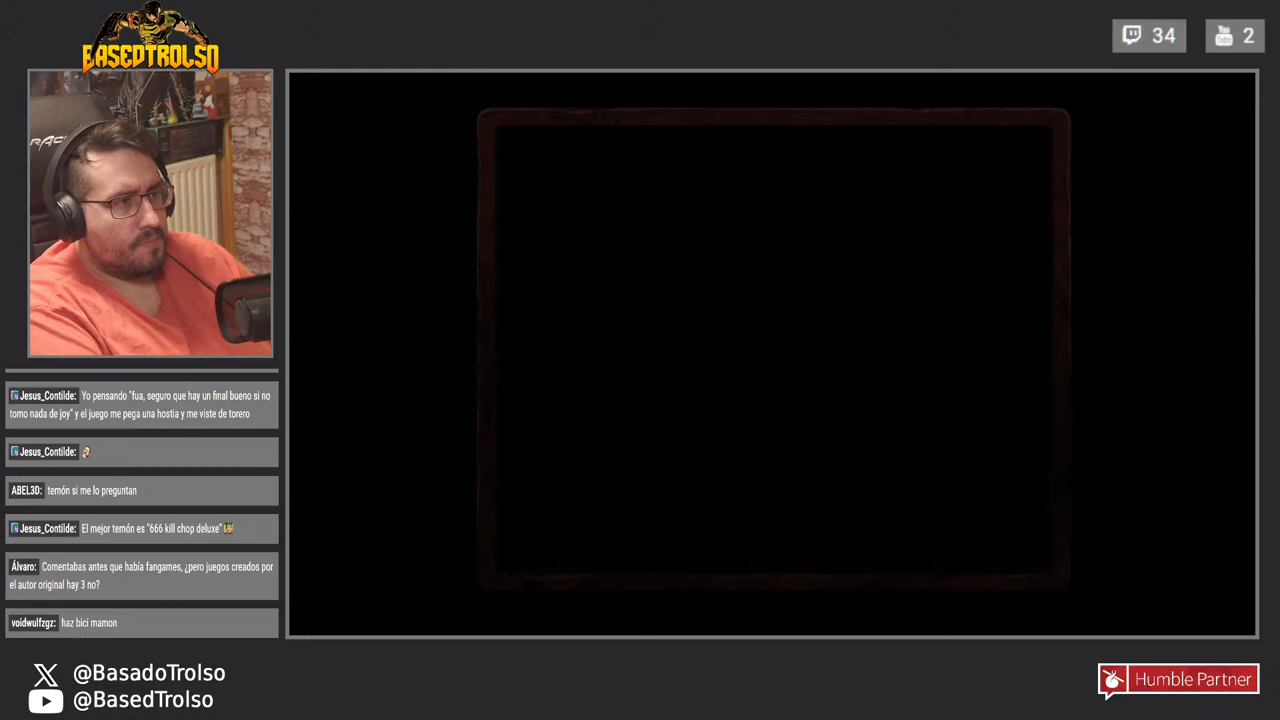 BASEDTROLSO
34
You Tube 2
RAC
Jesus_Contilde: Yo pensando "fua, seguro que hay un final bueno si no
tomo nada de joy" y el juego me pega una hostia y me viste de torero
Jesus_Contilde:
ABEL3D: temón si me lo preguntan
Jesus_Contilde: El mejor temón es "666 kill chop deluxe"
Álvaro: Comentabas antes que había fangames, ¿pero juegos creados por
el autor original hay 3 no?
voidwulfzgz: haz bici mamon
@BasadoTrolso
@BasedTrolso
Humble Partner